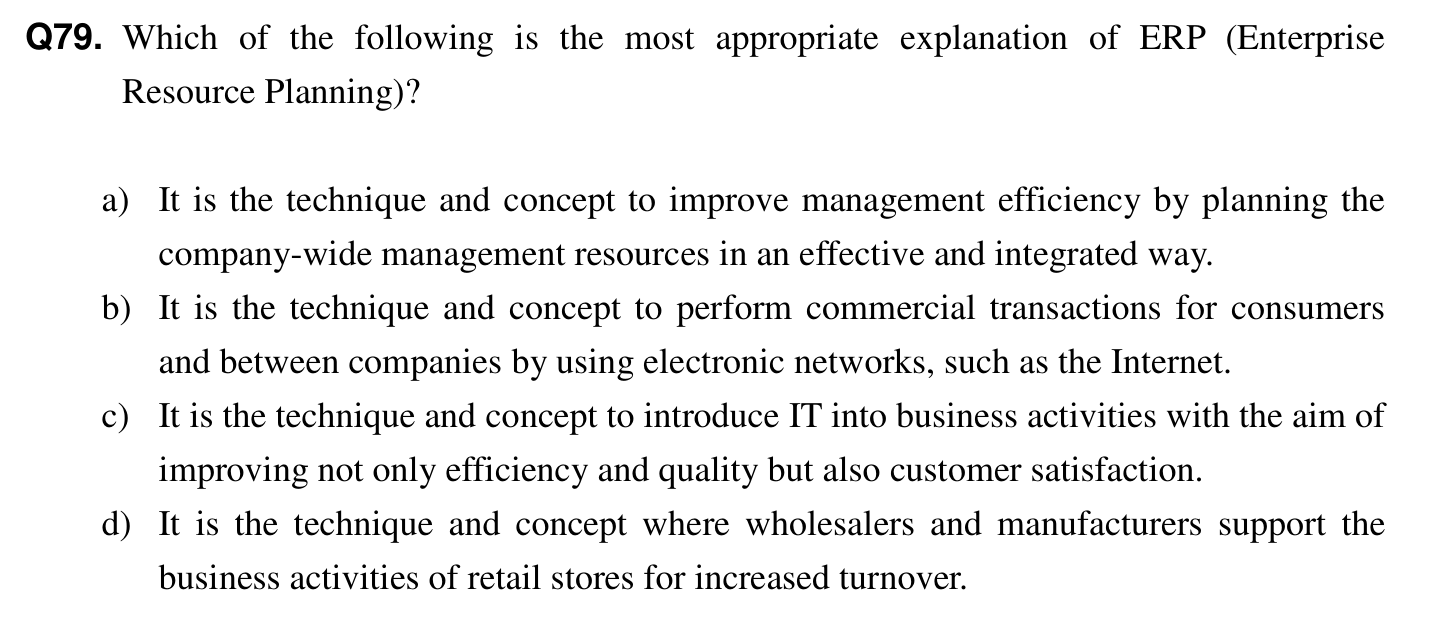 Q79. Which of the following is the most appropriate explanation of ERP (Enterprise
Resource Planning)?
a) It is the technique and concept to improve management efficiency by planning the
company-wide management resources in an effective and integrated way.
b) It is the technique and concept to perform commercial transactions for consumers
and between companies by using electronic networks, such as the Internet.
c) It is the technique and concept to introduce IT into business activities with the aim of
improving not only efficiency and quality but also customer satisfaction.
d) It is the technique and concept where wholesalers and manufacturers support the
business activities of retail stores for increased turnover.